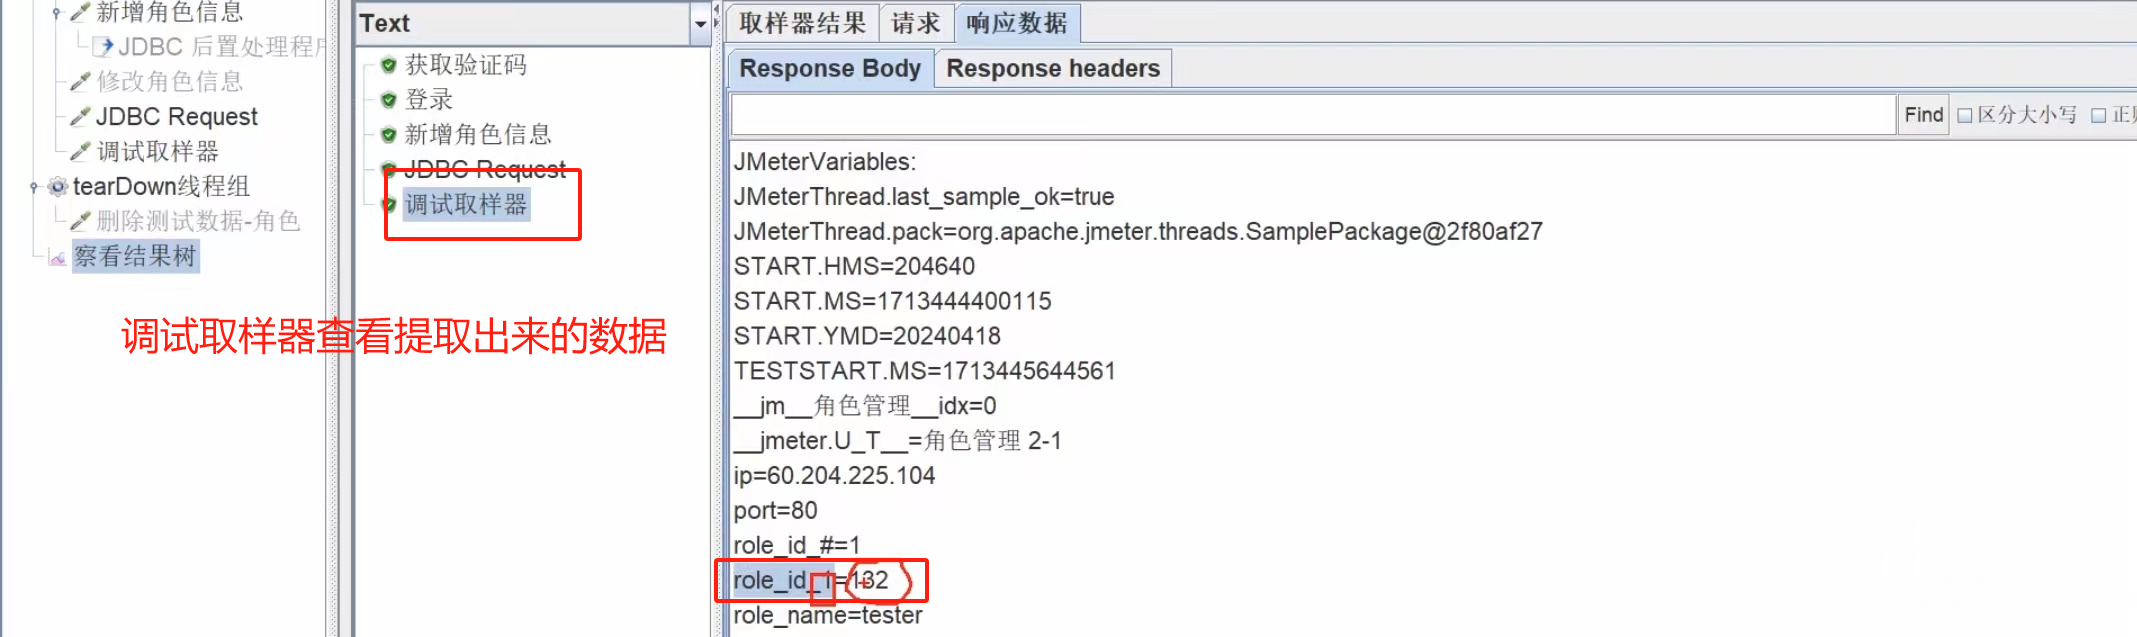 新增角色信息
JDBC 后置处理程
修改角色信息
JDBC Request
调试取样器
tearDown线程组
删除测试数据-角色
察看结果树
调试取样器查看提取出来的数据
Text
获取验证码
登录
新增角色信息
JDBC Request
调试取样器
取样器结果 请求 响应数据
Response Body Response headers
Find 区分大小写 正
JMeterVariables:
JMeterThread.last_sample_ok=true
JMeterThread.pack=org.apache.jmeter.threads.SamplePackage@2f80af27
START.HMS=204640
START.MS=1713444400115
START.YMD=20240418
TESTSTART.MS=1713445644561
__jm__角色管理__idx=0
__jmeter.U_T__=角色管理 2-1
ip=60.204.225.104
port=80
role_id_#=1
role_id_1=132
role_name=tester